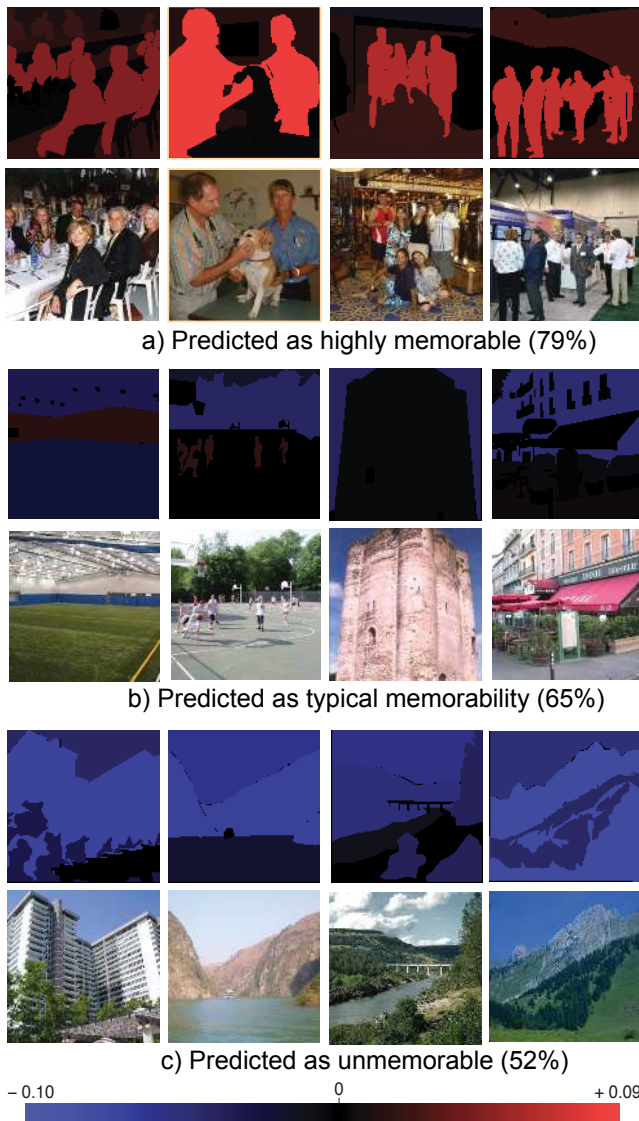 a) Predicted as highly memorable (79%)
b) Predicted as typical memorability (65%)
c) Predicted as unmemorable (52%)
– 0.10 0 + 0.09